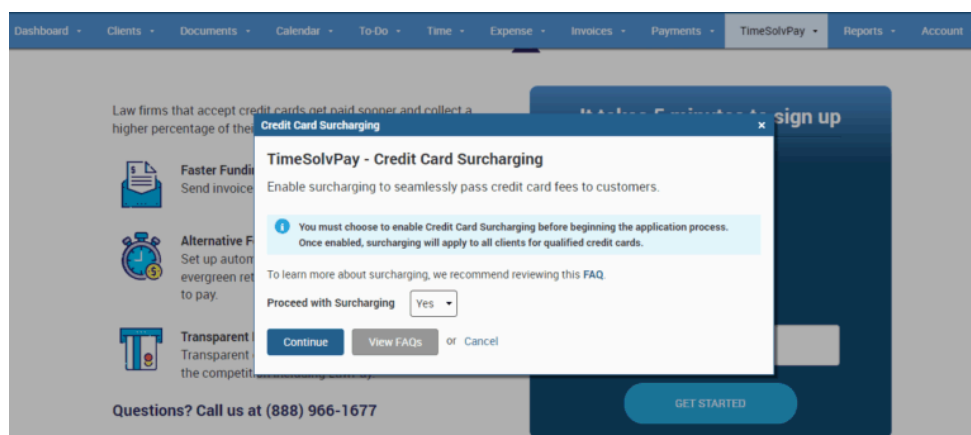 Dashboard Clients Documents Calendar To-Do Time Expense Invoices Payments TimeSolvPay Reports Account
Law firms that accept credit cards get paid sooner and collect a
higher percentage of
Credit Card Surcharging ×
sign up
TimeSolvPay - Credit Card Surcharging
Enable surcharging to seamlessly pass credit card fees to customers.
You must choose to enable Credit Card Surcharging before beginning the application process.
Once enabled, surcharging will apply to all clients for qualified credit cards.
To learn more about surcharging, we recommend reviewing this FAQ.
Proceed with Surcharging Yes
Continue View FAQs or Cancel
Faster
Send invoice
Alternative
Set up
evergreen
to pay.
Transparent
Transparent
the
Questions? Call us at (888) 966-1677
GET STARTED